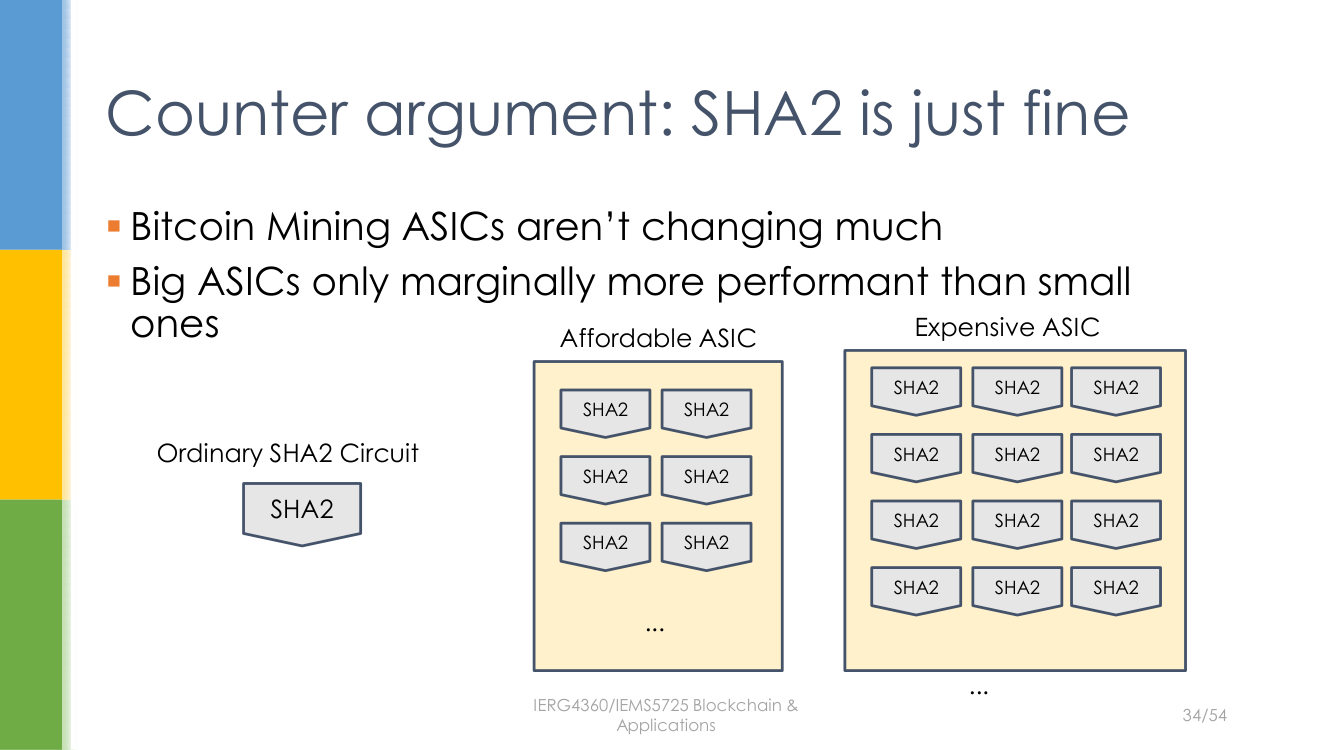 Counter argument: SHA2 is just fine
Bitcoin Mining ASICs aren’t changing much
Big ASICs only marginally more performant than small
ones
Ordinary SHA2 Circuit
SHA2
Affordable ASIC
SHA2 SHA2
SHA2 SHA2
SHA2 SHA2
...
Expensive ASIC
SHA2 SHA2 SHA2
SHA2 SHA2 SHA2
SHA2 SHA2 SHA2
SHA2 SHA2 SHA2
...
IERG4360/IEMS5725 Blockchain &
Applications
34/54